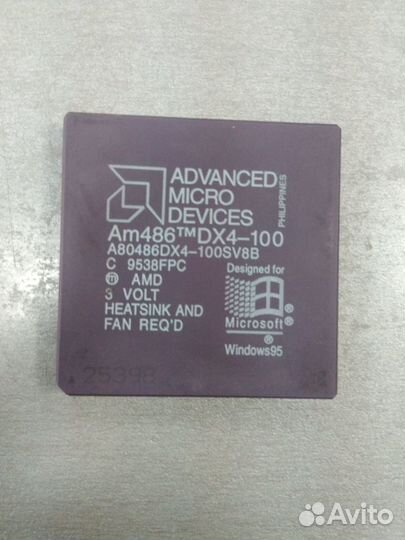 ADVANCED
MICRO
DEVICES
PHILIPPINES
Am486™DX4-100
A80486DX4-100SV8B
C 9538FPC
Ⓜ AMD
3 VOLT
HEATSINK AND
FAN REQ'D
Designed for
Microsoft®
Windows95
2539B
Avito